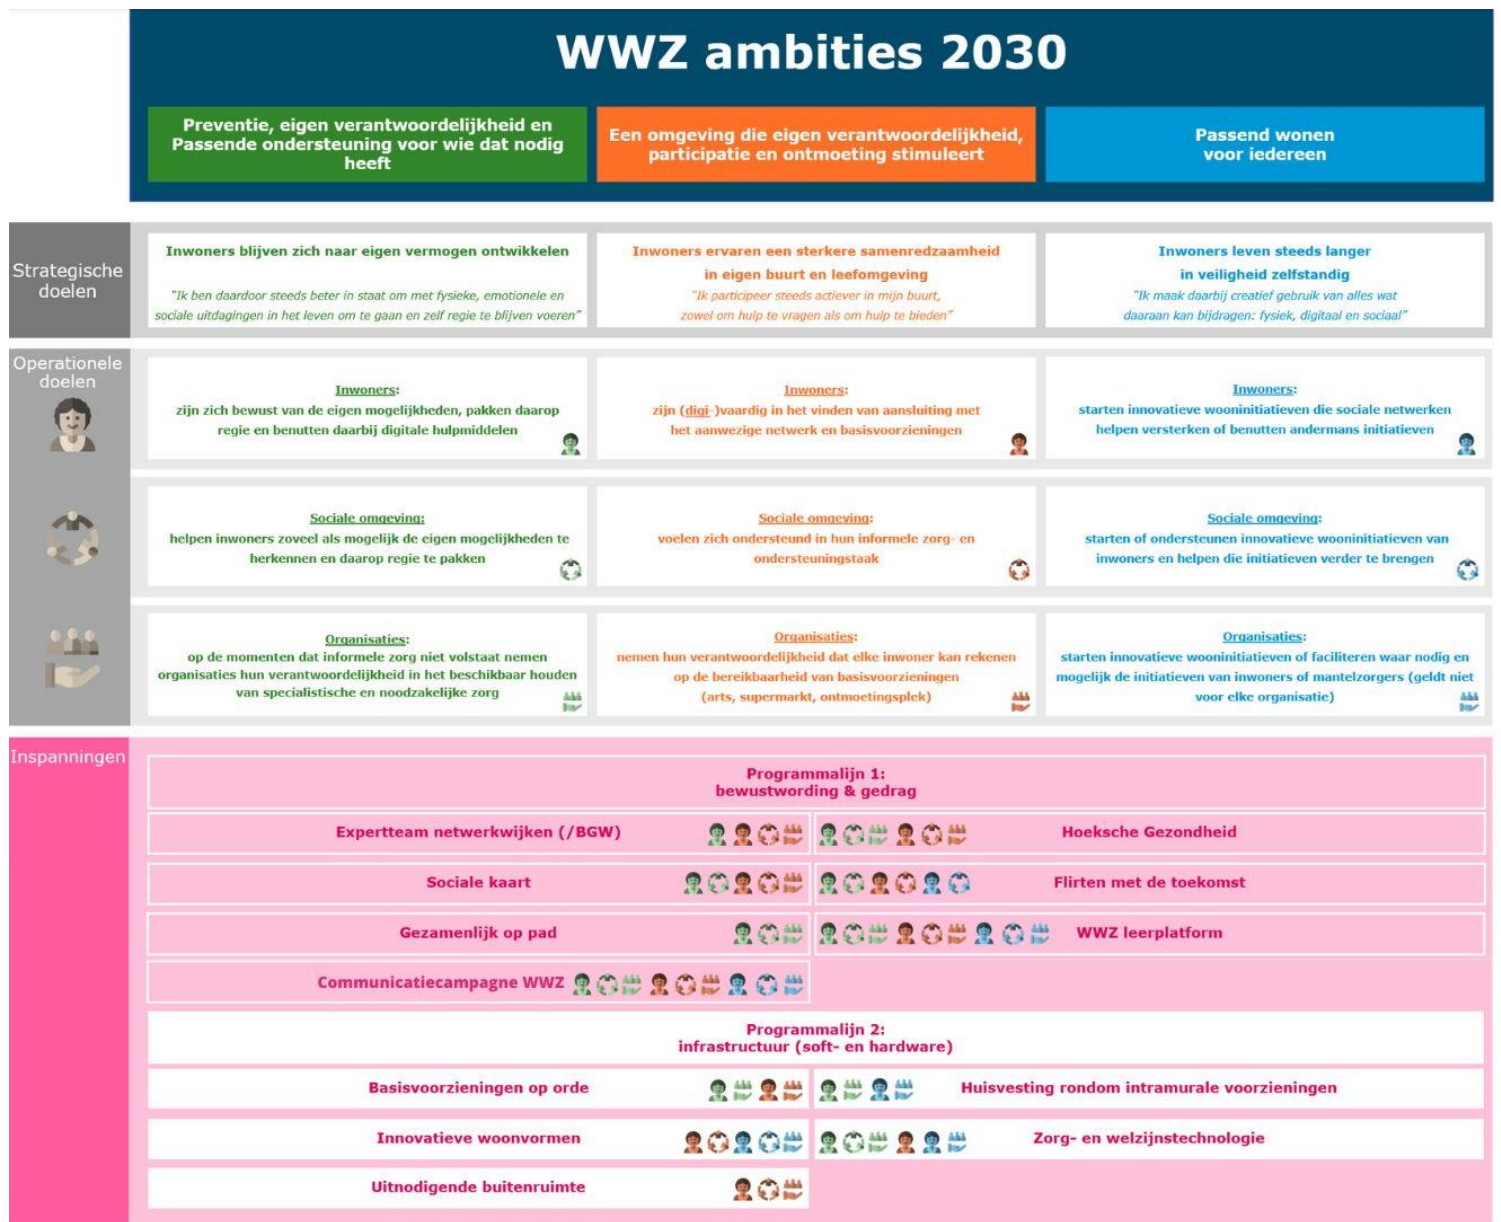 WWZ ambities 2030
Preventie, eigen verantwoordelijkheid en
Passende ondersteuning voor wie dat nodig
heeft
Een omgeving die eigen verantwoordelijkheid,
participatie en ontmoeting stimuleert
Passend wonen
voor iedereen
Strategische
doelen
Inwoners blijven zich naar eigen vermogen ontwikkelen
"Ik ben daardoor steeds beter in staat om met fysieke, emotionele en
sociale uitdagingen in het leven om te gaan en zelf regie te blijven voeren"
Inwoners ervaren een sterkere samenredzaamheid
in eigen buurt en leefomgeving
"Ik participeer steeds actiever in mijn buurt,
zowel om hulp te vragen als om hulp te bieden"
Inwoners leven steeds langer
in veiligheid zelfstandig
"Ik maak daarbij creatief gebruik van alles wat
daaraan kan bijdragen: fysiek, digitaal en sociaal"
Operationele
doelen
Inwoners:
zijn zich bewust van de eigen mogelijkheden, pakken daarop
regie en benutten daarbij digitale hulpmiddelen
Inwoners:
zijn (digi-)vaardig in het vinden van aansluiting met
het aanwezige netwerk en basisvoorzieningen
Inwoners:
starten innovatieve wooninitiatieven die sociale netwerken
helpen versterken of benutten andermans initiatieven
Sociale omgeving:
helpen inwoners zoveel als mogelijk de eigen mogelijkheden te
herkennen en daarop regie te pakken
Sociale omgeving:
voelen zich ondersteund in hun informele zorg- en
ondersteuningstaak
Sociale omgeving:
starten of ondersteunen innovatieve wooninitiatieven van
inwoners en helpen die initiatieven verder te brengen
Organisaties:
op de momenten dat informele zorg niet volstaat nemen
organisaties hun verantwoordelijkheid in het beschikbaar houden
van specialistische en noodzakelijke zorg
Organisaties:
nemen hun verantwoordelijkheid dat elke inwoner kan rekenen
op de bereikbaarheid van basisvoorzieningen
(arts, supermarkt, ontmoetingsplek)
Organisaties:
starten innovatieve wooninitiatieven of faciliteren waar nodig en
mogelijk de initiatieven van inwoners of mantelzorgers (geldt niet
voor elke organisatie)
Inspanningen
Programmalijn 1:
bewustwording & gedrag
Expertteam netwerkwijken (/BGW)
Hoeksche Gezondheid
Sociale kaart
Flirten met de toekomst
Gezamenlijk op pad
WWZ leerplatform
Communicatiecampagne WWZ
Programmalijn 2:
infrastructuur (soft- en hardware)
Basisvoorzieningen op orde
Huisvesting rondom intramurale voorzieningen
Innovatieve woonvormen
Zorg- en welzijnstechnologie
Uitnodigende buitenruimte